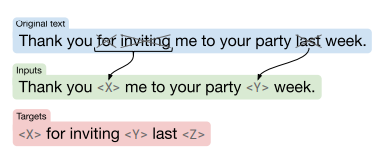 Original text
Thank you for inviting me to your party last week.
Inputs
Thank you <X> me to your party <Y> week.
Targets
<X> for inviting <Y> last <Z>